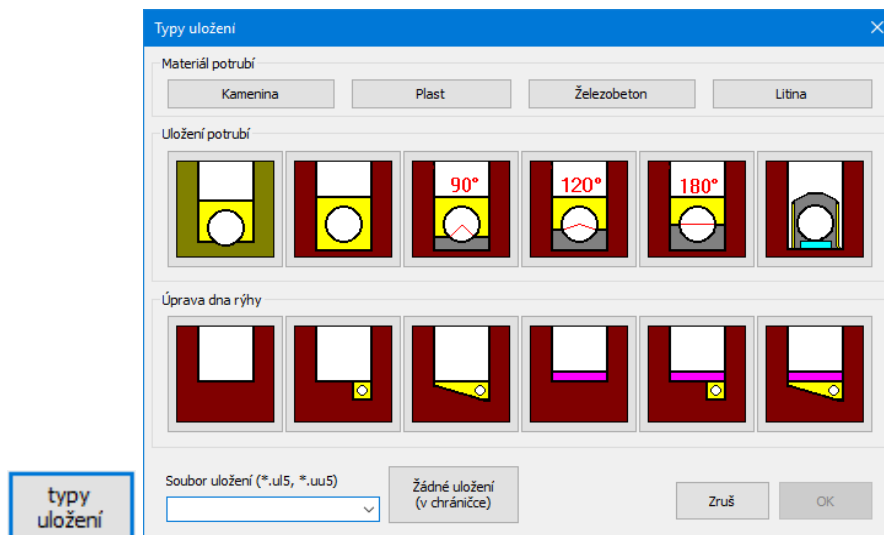 Typy uložení
Materiál potrubí
Kamenina
Plast
Železobeton
Litina
Uložení potrubí
90°
120°
180°
Úprava dna rýhy
Soubor uložení (*.ul5, *.uu5)
Žádné uložení
(v chráničce)
Zruš
OK
typy
uložení